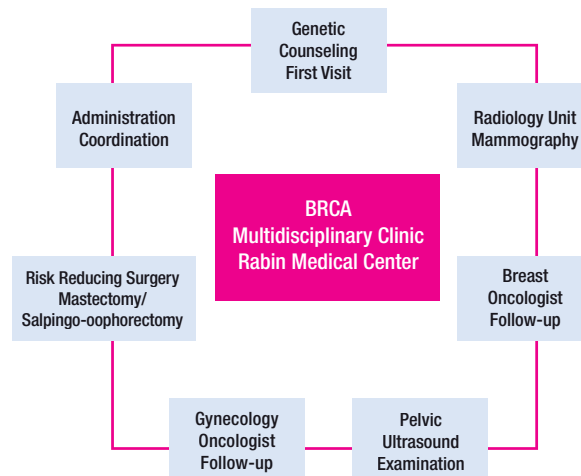 Genetic
Counseling
First Visit
Administration
Coordination
Radiology Unit
Mammography
BRCA
Multidisciplinary Clinic
Rabin Medical Center
Risk Reducing Surgery
Mastectomy/
Salpingo-oophorectomy
Breast
Oncologist
Follow-up
Gynecology
Oncologist
Follow-up
Pelvic
Ultrasound
Examination